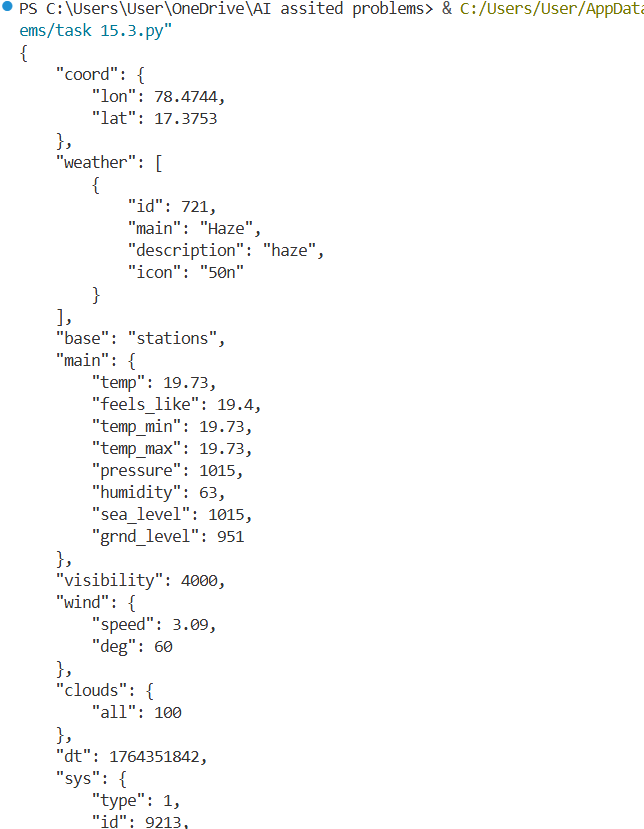 PS C:\Users\User\OneDrive\AI assited problems> & C:/Users/User/AppData
ems/task 15.3.py"
{
    "coord": {
        "lon": 78.4744,
        "lat": 17.3753
    },
    "weather": [
        {
            "id": 721,
            "main": "Haze",
            "description": "haze",
            "icon": "50n"
        }
    ],
    "base": "stations",
    "main": {
        "temp": 19.73,
        "feels_like": 19.4,
        "temp_min": 19.73,
        "temp_max": 19.73,
        "pressure": 1015,
        "humidity": 63,
        "sea_level": 1015,
        "grnd_level": 951
    },
    "visibility": 4000,
    "wind": {
        "speed": 3.09,
        "deg": 60
    },
    "clouds": {
        "all": 100
    },
    "dt": 1764351842,
    "sys": {
        "type": 1,
        "id": 9213,